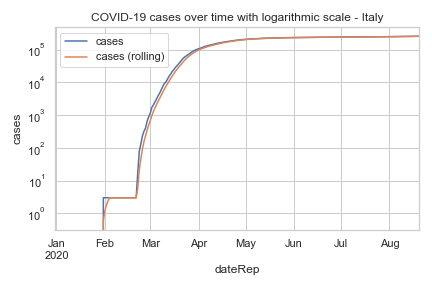 COVID-19 cases over time with logarithmic scale - Italy
cases
cases (rolling)
10⁵
10⁴
10³
10²
10¹
10⁰
cases
Jan Feb Mar Apr May Jun Jul Aug
2020
dateRep